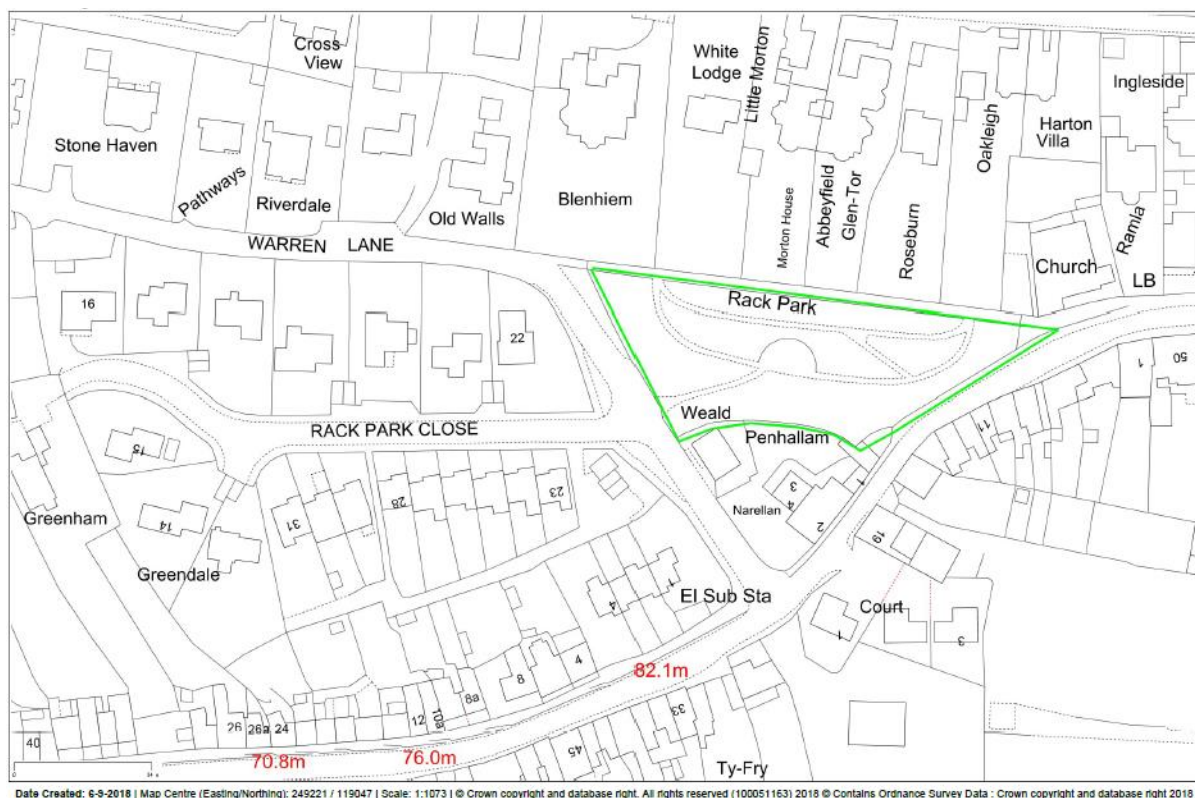 Cross
View
White
Lodge
Little Morton
Ingleside
Oakleigh
Harton
Villa
Stone Haven
Abbeyfield
Glen-Tor
Pathways
Riverdale
Old Walls
Blenhiem
Morton House
Roseburn
Ramla
WARREN LANE
Church
LB
Rack Park
16
22
1
50
Weald
Penhallam
11
RACK PARK CLOSE
15
3
4
Narellan
2
1
23
28
31
14
19
Greenham
Greendale
1
4
El Sub Sta
Court
1
3
4
8
8a
82.1m
10a
12
33
26
26a
24
40
45
70.8m
76.0m
Ty-Fry
0
Date Created: 6-9-2018 | Map Centre (Easting/Northing): 249221 / 119047 | Scale: 1:1073 | © Crown copyright and database right. All rights reserved (100051163) 2018 © Contains Ordnance Survey Data : Crown copyright and database right 2018